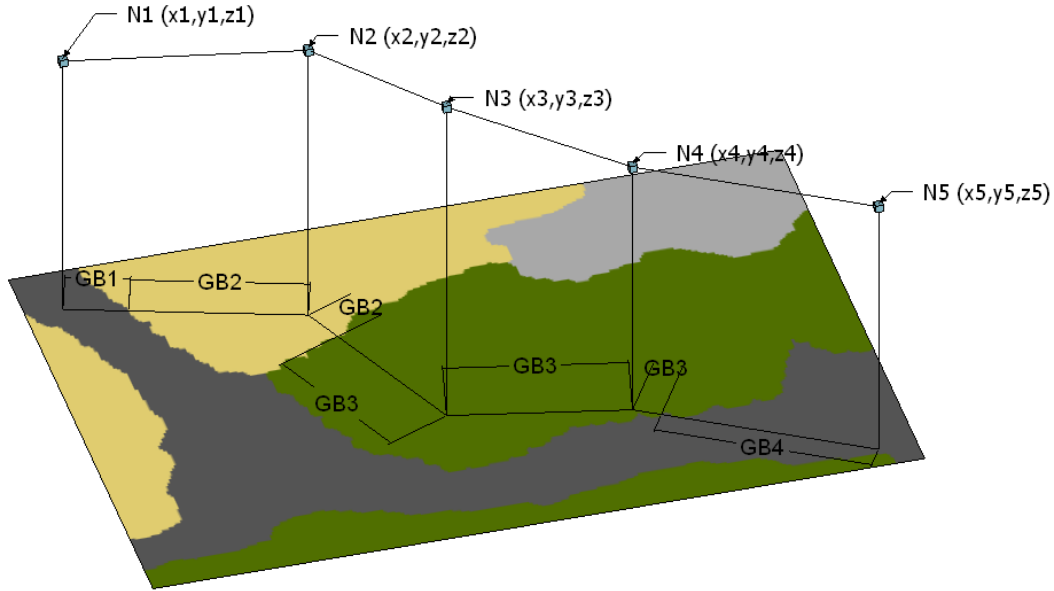 N1 (x1,y1,z1)
N2 (x2,y2,z2)
N3 (x3,y3,z3)
N4 (x4,y4,z4)
N5 (x5,y5,z5)
GB1
GB2
GB2
GB3
GB3
GB3
GB4